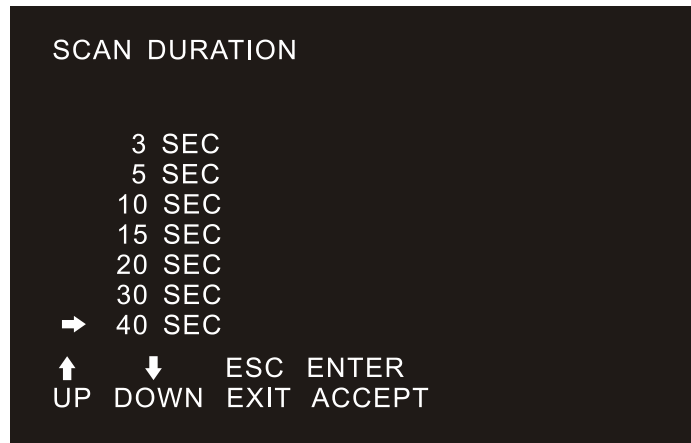 SCAN DURATION
3 SEC
5 SEC
10 SEC
15 SEC
20 SEC
30 SEC
➡ 40 SEC
⬆ ⬇ ESC ENTER
UP DOWN EXIT ACCEPT